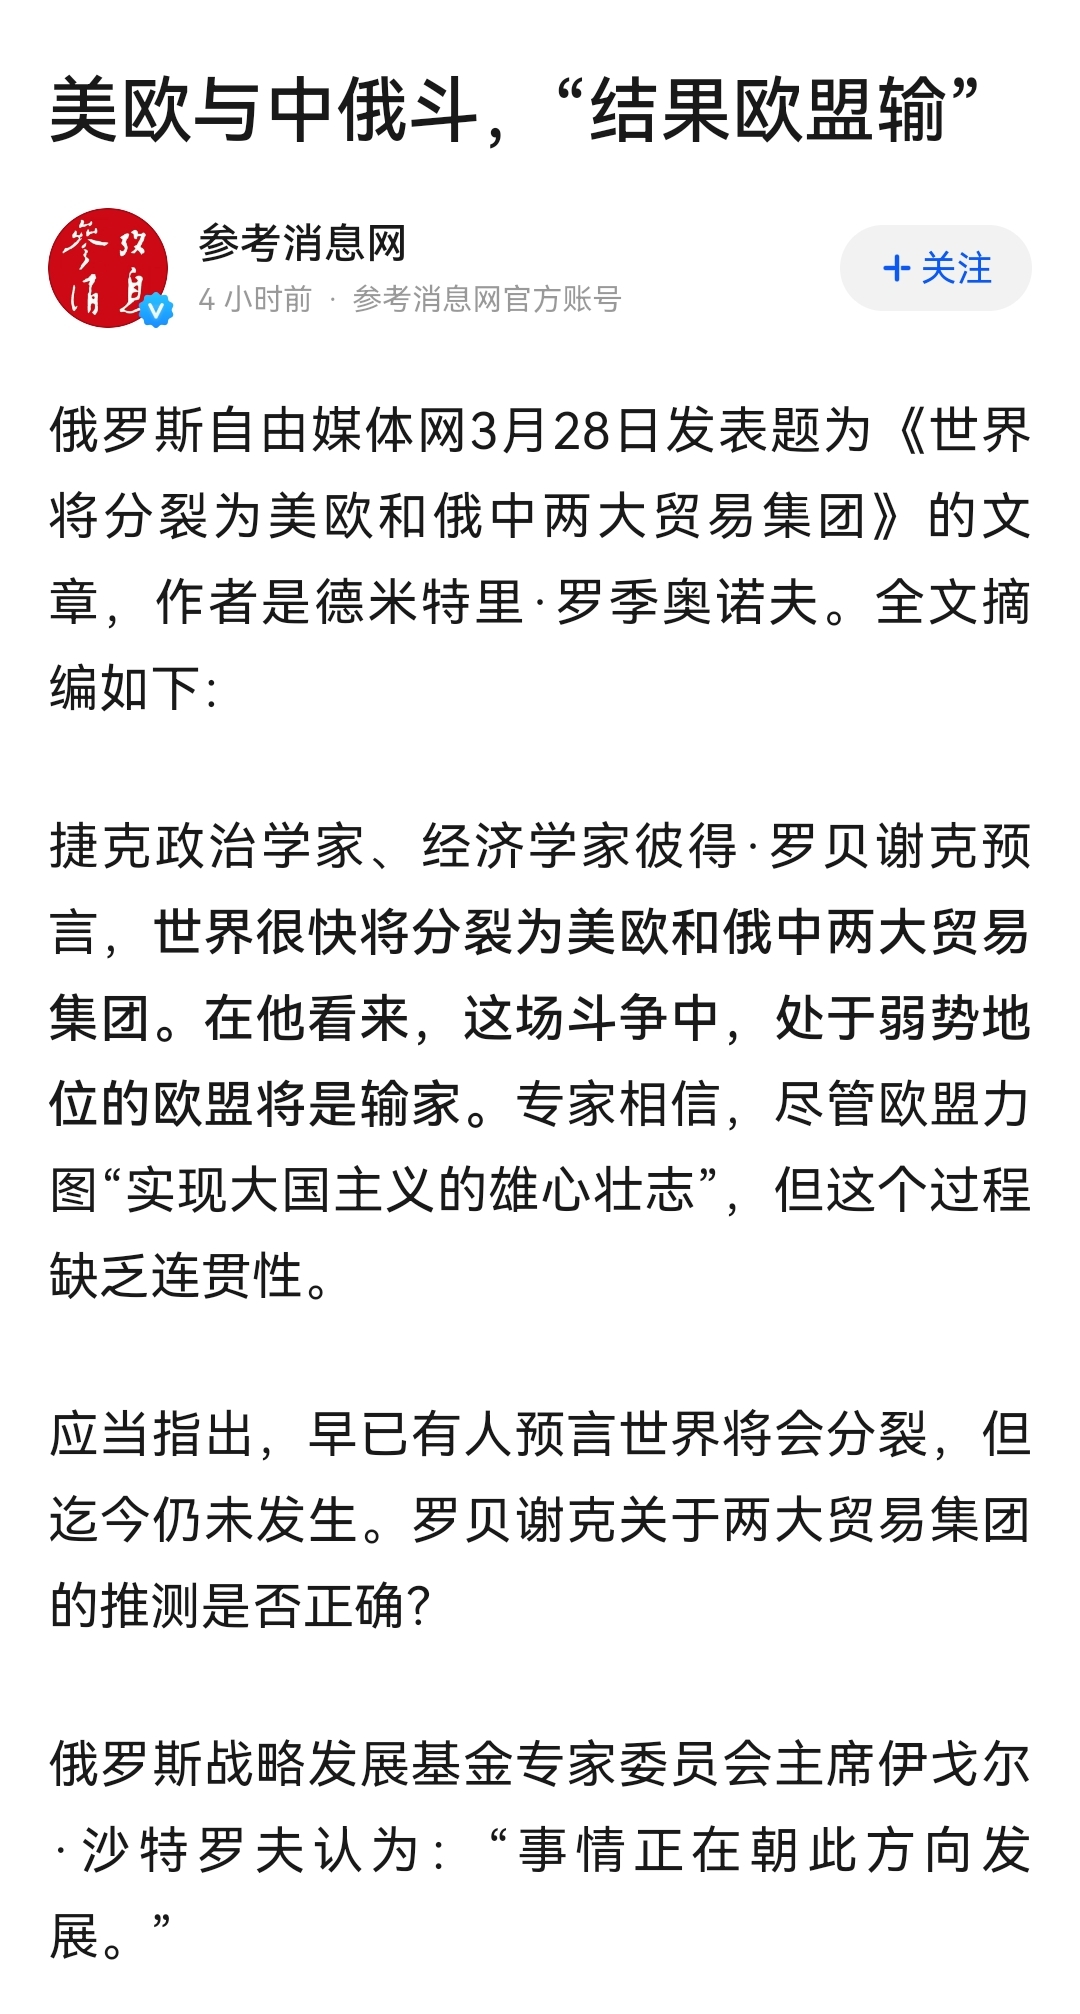 美欧与中俄斗，“结果欧盟输”
参考消息
参考消息网
4 小时前 · 参考消息网官方账号
+关注
俄罗斯自由媒体网3月28日发表题为《世界
将分裂为美欧和俄中两大贸易集团》的文
章，作者是德米特里·罗季奥诺夫。全文摘
编如下：
捷克政治学家、经济学家彼得·罗贝谢克预
言，世界很快将分裂为美欧和俄中两大贸易
集团。在他看来，这场斗争中，处于弱势地
位的欧盟将是输家。专家相信，尽管欧盟力
图“实现大国主义的雄心壮志”，但这个过程
缺乏连贯性。
应当指出，早已有人预言世界将会分裂，但
迄今仍未发生。罗贝谢克关于两大贸易集团
的推测是否正确？
俄罗斯战略发展基金专家委员会主席伊戈尔
·沙特罗夫认为：“事情正在朝此方向发
展。”